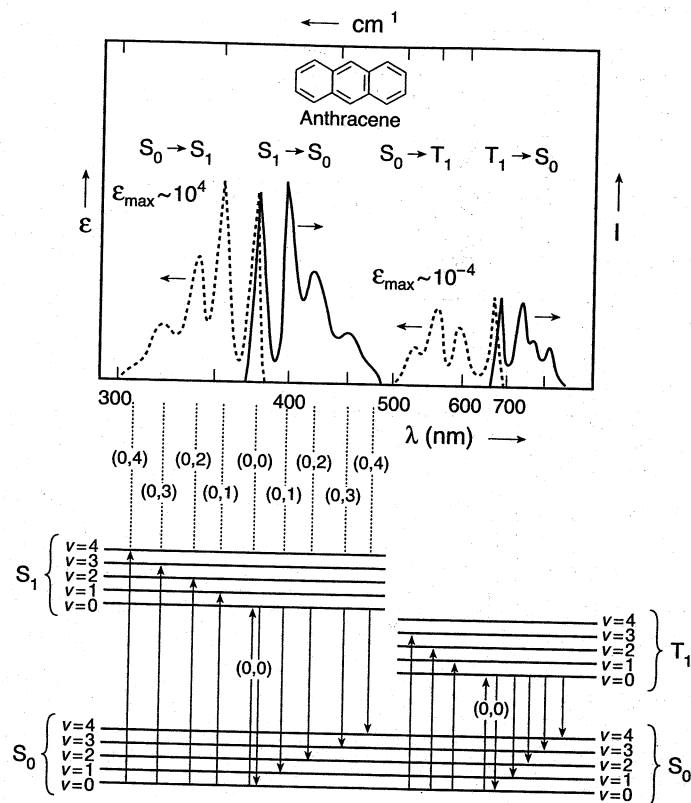 ← cm 1
Anthracene
S0 → S1 S1 → S0 S0 → T1 T1 → S0
εmax ~10^4
ε
I
εmax ~10^-4
300 400 500 600 700
λ (nm) →
(0,4) (0,2) (0,0) (0,2) (0,4)
(0,3) (0,1) (0,1) (0,3)
S1
v=4
v=3
v=2
v=1
v=0
v=4
v=3
v=2
v=1
v=0
T1
(0,0)
(0,0)
S0
v=4
v=3
v=2
v=1
v=0
v=4
v=3
v=2
v=1
v=0
S0